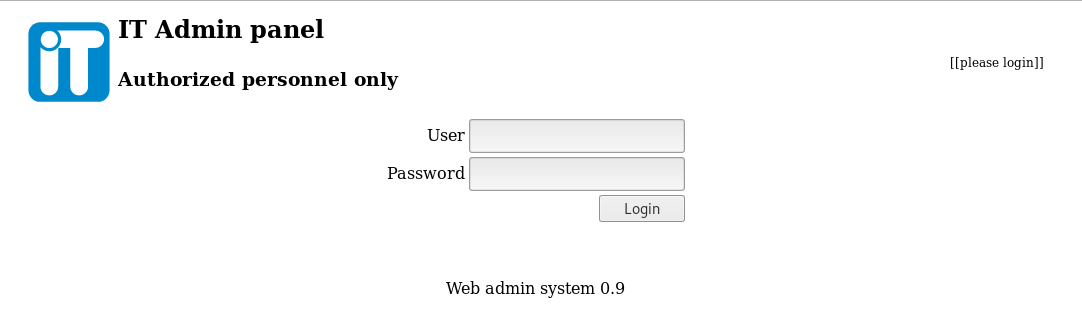 iT
IT Admin panel
Authorized personnel only
[[please login]]
User
Password
Login
Web admin system 0.9